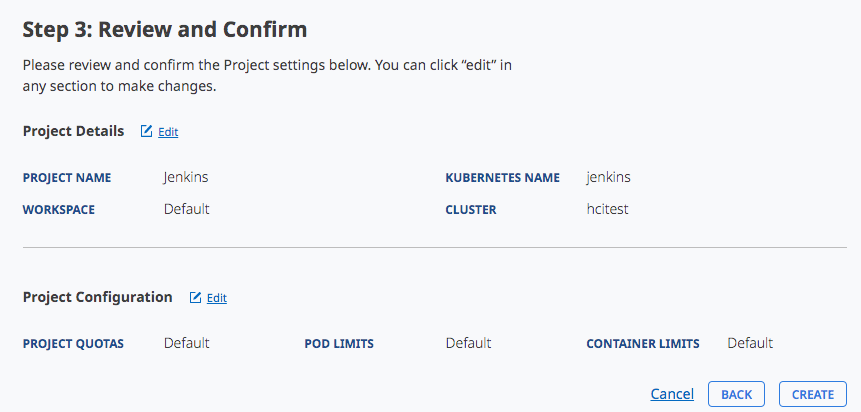 Step 3: Review and Confirm
Please review and confirm the Project settings below. You can click “edit” in
any section to make changes.
Project Details Edit
PROJECT NAME Jenkins KUBERNETES NAME jenkins
WORKSPACE Default CLUSTER hcitest
Project Configuration Edit
PROJECT QUOTAS Default POD LIMITS Default CONTAINER LIMITS Default
Cancel BACK CREATE